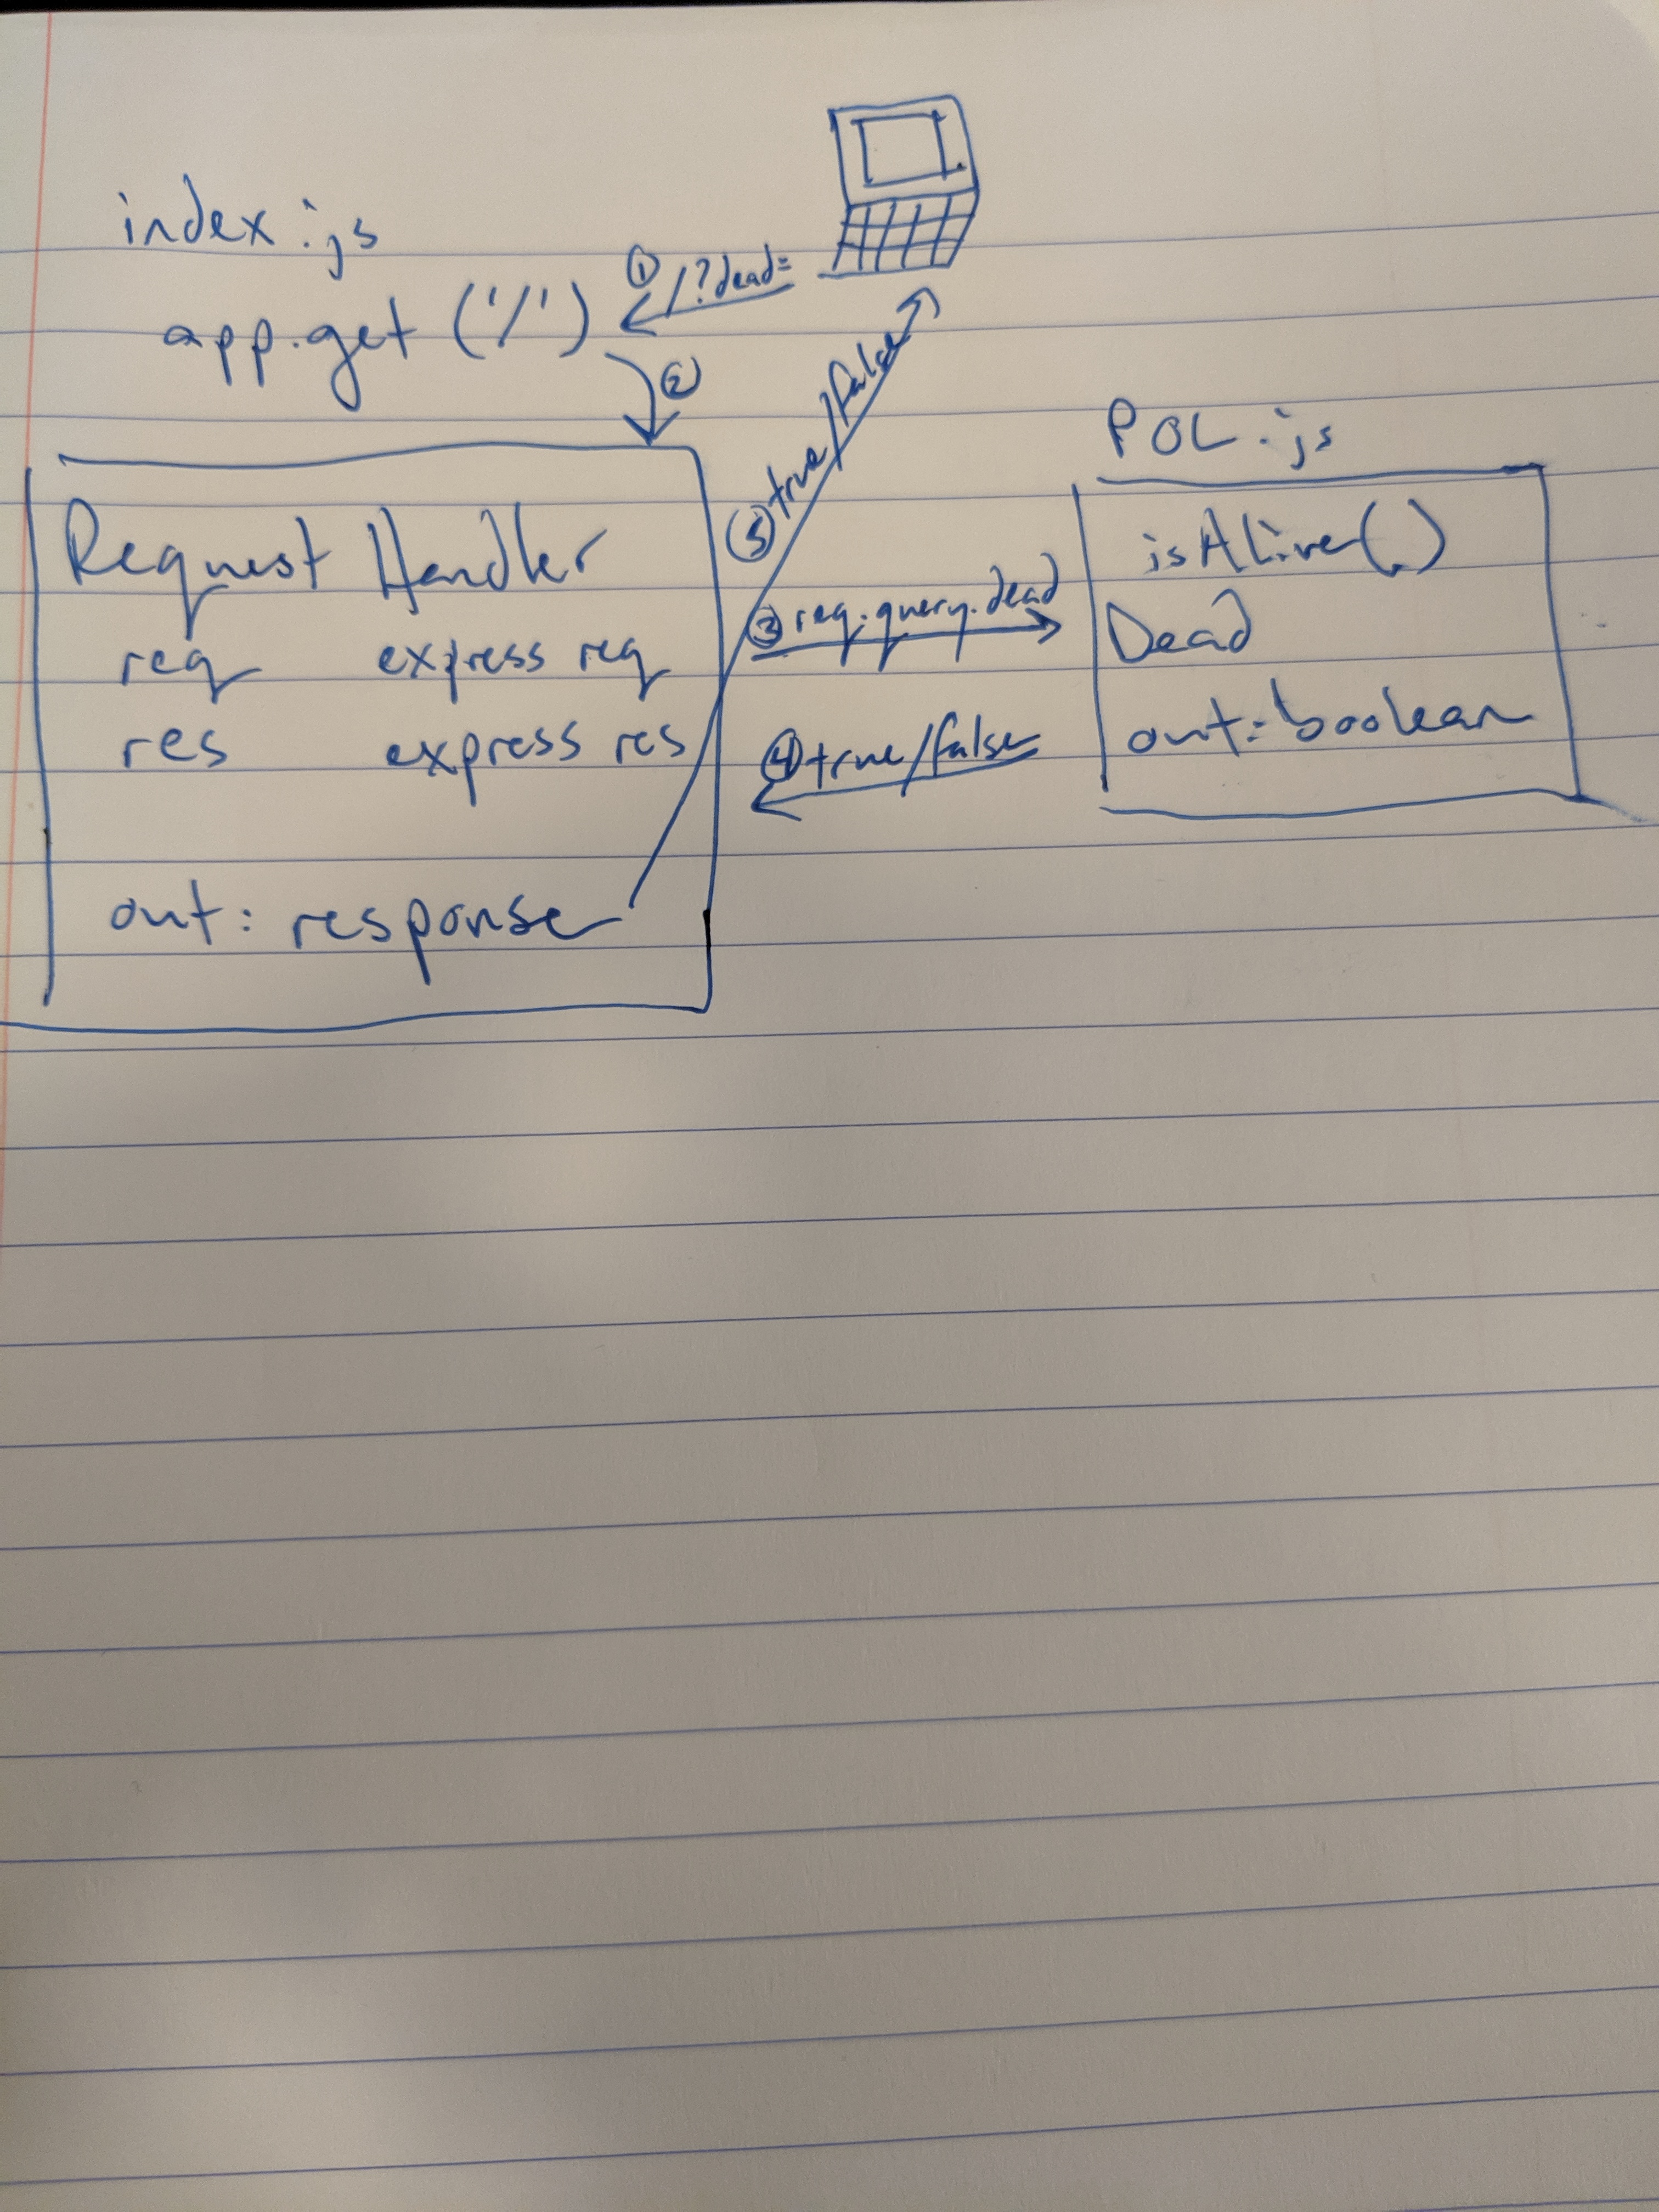 index.js
app.get('/')
① /?dead=
②
Request Handler
req express req
res express res
out: response
⑤ true/false
③ req.query.dead
④ true/false
POL.js
isALive()
Dead
out: boolean